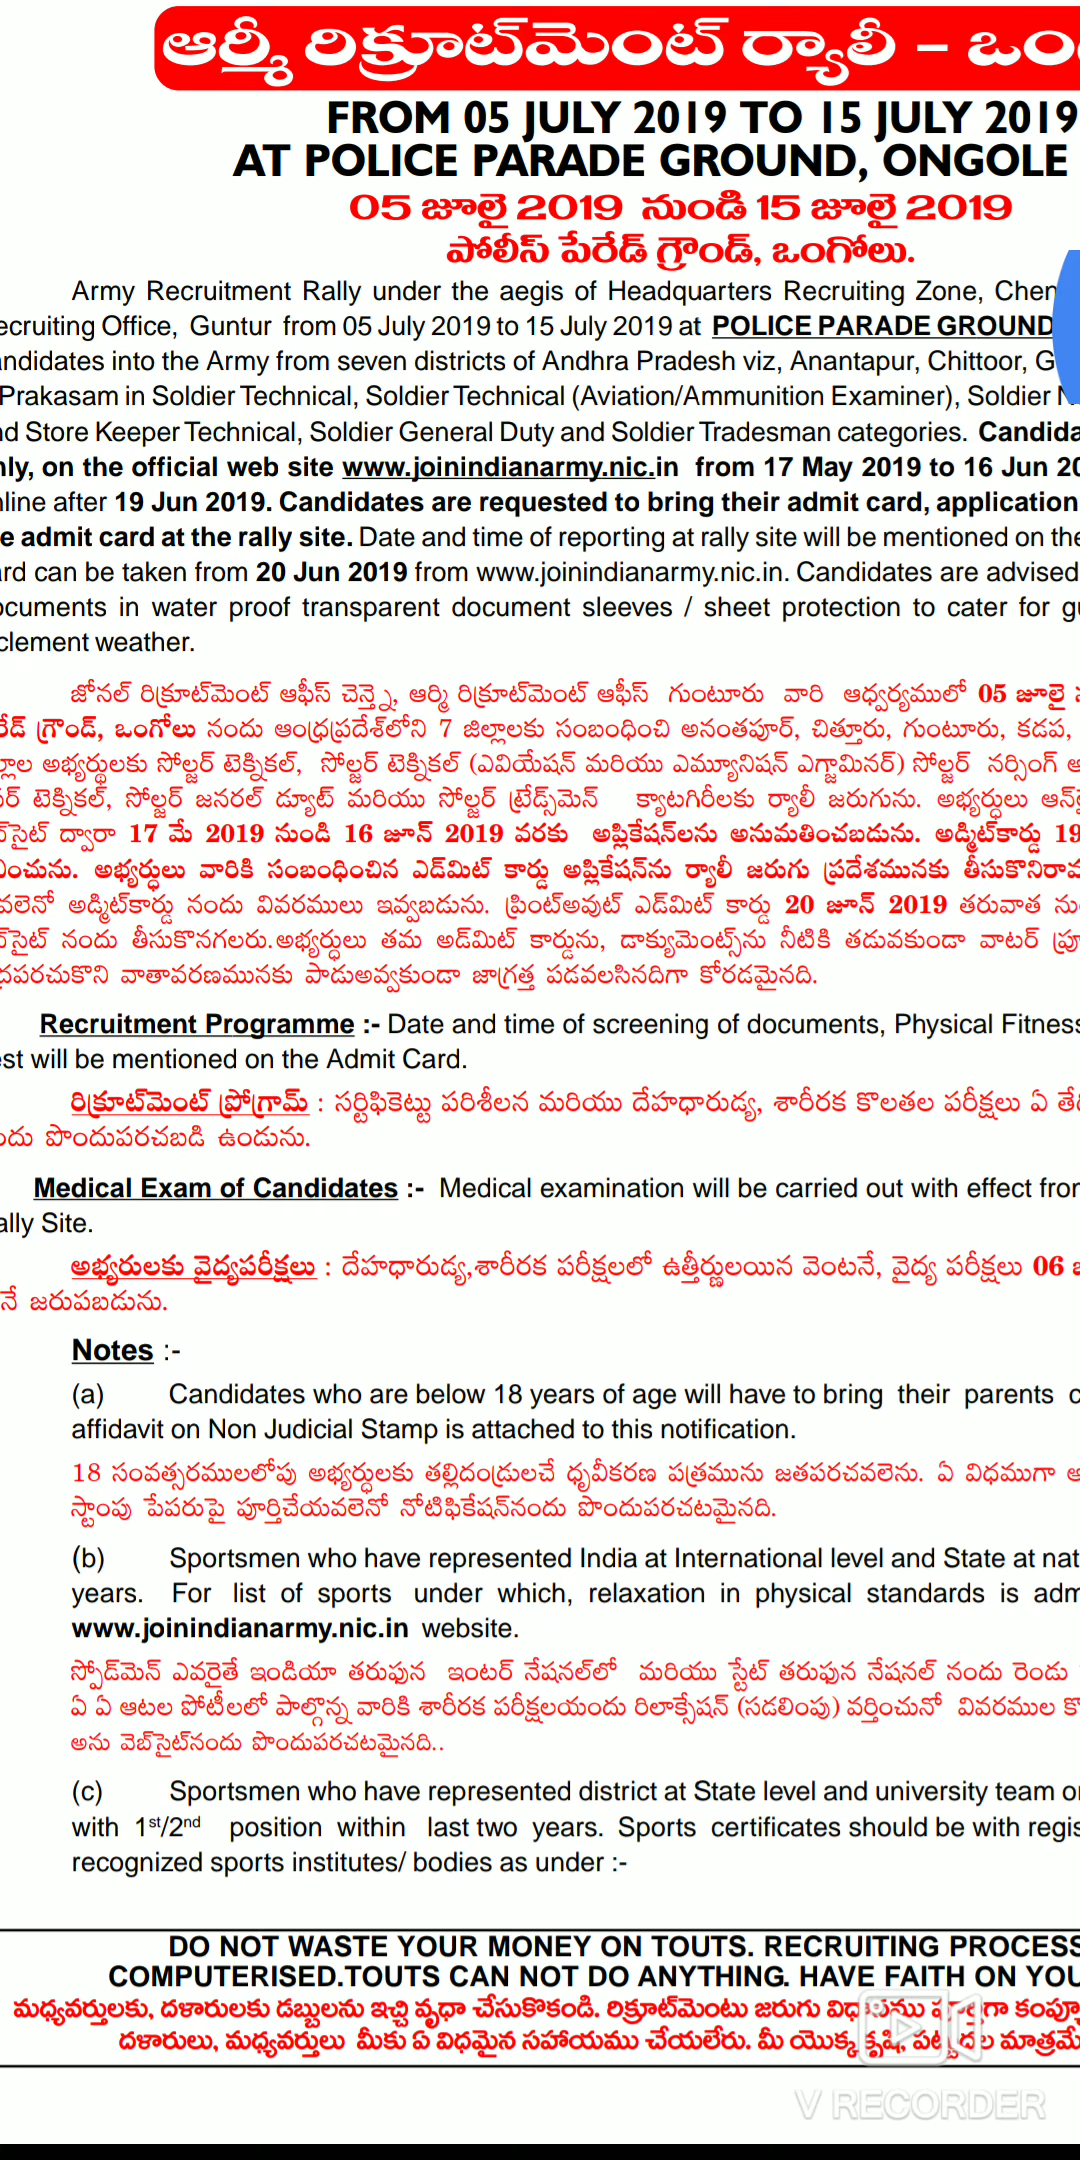 ఆర్మీ రిక్రూట్‌మెంట్ ర్యాలీ – ఒం
FROM 05 JULY 2019 TO 15 JULY 2019
AT POLICE PARADE GROUND, ONGOLE
05 జూలై 2019 నుండి 15 జూలై 2019
పోలీస్ పేరేడ్ గ్రౌండ్, ఒంగోలు.
Army Recruitment Rally under the aegis of Headquarters Recruiting Zone, Chen
ecruiting Office, Guntur from 05 July 2019 to 15 July 2019 at POLICE PARADE GROUND
andidates into the Army from seven districts of Andhra Pradesh viz, Anantapur, Chittoor, G
Prakasam in Soldier Technical, Soldier Technical (Aviation/Ammunition Examiner), Soldier N
nd Store Keeper Technical, Soldier General Duty and Soldier Tradesman categories. Candida
nly, on the official web site www.joinindianarmy.nic.in from 17 May 2019 to 16 Jun 20
nline after 19 Jun 2019. Candidates are requested to bring their admit card, application
e admit card at the rally site. Date and time of reporting at rally site will be mentioned on the
ard can be taken from 20 Jun 2019 from www.joinindianarmy.nic.in. Candidates are advised
ocuments in water proof transparent document sleeves / sheet protection to cater for gu
clement weather.
జోనల్ రిక్రూట్‌మెంట్ ఆఫీస్ చెన్నై, ఆర్మి రిక్రూట్‌మెంట్ ఆఫీస్ గుంటూరు వారి ఆధ్వర్యములో 05 జూలై
రేడ్ గ్రౌండ్, ఒంగోలు నందు ఆంధ్రప్రదేశ్‌లోని 7 జిల్లాలకు సంబంధించి అనంతపూర్, చిత్తూరు, గుంటూరు, కడప,
ల్లాల అభ్యర్థులకు సోల్జర్ టెక్నికల్, సోల్జర్ టెక్నికల్ (ఎవియేషన్ మరియు ఎమ్యూనిషన్ ఎగ్జామినర్) సోల్జర్ నర్సింగ్ అ
పర్ టెక్నికల్, సోల్జర్ జనరల్ డ్యూటీ మరియు సోల్జర్ ట్రేడ్స్‌మెన్ క్యాటగిరీలకు ర్యాలీ జరుగును. అభ్యర్ధులు ఆన్‌లై
వ్‌సైట్ ద్వారా 17 మే 2019 నుండి 16 జూన్ 2019 వరకు అప్లికేషన్‌లను అనుమతించబడును. అడ్మిట్‌కార్డు 19
ించును. అభ్యర్ధులు వారికి సంబంధించిన ఎడ్‌మిట్ కార్డు అప్లికేషన్‌ను ర్యాలీ జరుగు ప్రదేశమునకు తీసుకొనిరావ
వలెనో అడ్మిట్‌కార్డు నందు వివరములు ఇవ్వబడును. ప్రింట్‌అవుట్ ఎడ్‌మిట్ కార్డు 20 జూన్ 2019 తరువాత నుం
వ్‌సైట్ నందు తీసుకొనగలరు.అభ్యర్ధులు తమ అడ్‌మిట్ కార్డును, డాక్యుమెంట్స్‌ను నీటికి తడువకుండా వాటర్ ప్రూ
ధపరచుకొని వాతావరణమునకు పాడుఅవ్వకుండా జాగ్రత్త పడవలసినదిగా కోరడమైనది.
Recruitment Programme :- Date and time of screening of documents, Physical Fitness
est will be mentioned on the Admit Card.
రిక్రూట్‌మెంట్ ప్రోగ్రామ్ : సర్టిఫికెట్టు పరిశీలన మరియు దేహధారుడ్య, శారీరక కొలతల పరీక్షలు ఏ తేది
ందు పొందుపరచబడి ఉండును.
Medical Exam of Candidates :- Medical examination will be carried out with effect from
ally Site.
అభ్యరులకు వైద్యపరీక్షలు : దేహధారుడ్య,శారీరక పరీక్షలలో ఉత్తీర్ణులయిన వెంటనే, వైద్య పరీక్షలు 06 జ
నే జరుపబడును.
Notes :-
(a) Candidates who are below 18 years of age will have to bring their parents c
affidavit on Non Judicial Stamp is attached to this notification.
18 సంవత్సరములలోపు అభ్యర్ధులకు తల్లిదండ్రులచే ధృవీకరణ పత్రమును జతపరచవలెను. ఏ విధముగా అ
స్టాంపు పేపరుపై పూర్తిచేయవలెనో నోటిఫికేషన్‌నందు పొందుపరచటమైనది.
(b) Sportsmen who have represented India at International level and State at nat
years. For list of sports under which, relaxation in physical standards is adm
www.joinindianarmy.nic.in website.
స్పోడ్‌మెన్ ఎవరైతే ఇండియా తరుఫున ఇంటర్ నేషనల్‌లో మరియు స్టేట్ తరుఫున నేషనల్ నందు రెండు
ఏ ఏ ఆటల పోటీలలో పాల్గొన్న వారికి శారీరక పరీక్షలయందు రిలాక్సేషన్ (సడలింపు) వర్తించునో వివరముల కొ
అను వెబ్‌సైట్‌నందు పొందుపరచటమైనది..
(c) Sportsmen who have represented district at State level and university team or
with 1st/2nd position within last two years. Sports certificates should be with regis
recognized sports institutes/ bodies as under :-
DO NOT WASTE YOUR MONEY ON TOUTS. RECRUITING PROCESS
COMPUTERISED.TOUTS CAN NOT DO ANYTHING. HAVE FAITH ON YOU
మధ్యవర్తులకు, దళారులకు డబ్బులను ఇచ్చి వృధా చేసుకొకండి. రిక్రూట్‌మెంటు జరుగు విధానము పూర్తిగా కంప్యూ
దళారులు, మధ్యవర్తులు మీకు ఏ విధమైన సహాయము చేయలేరు. మీ యొక్క కృషి, పట్టుదల మాత్రమే
V RECORDER